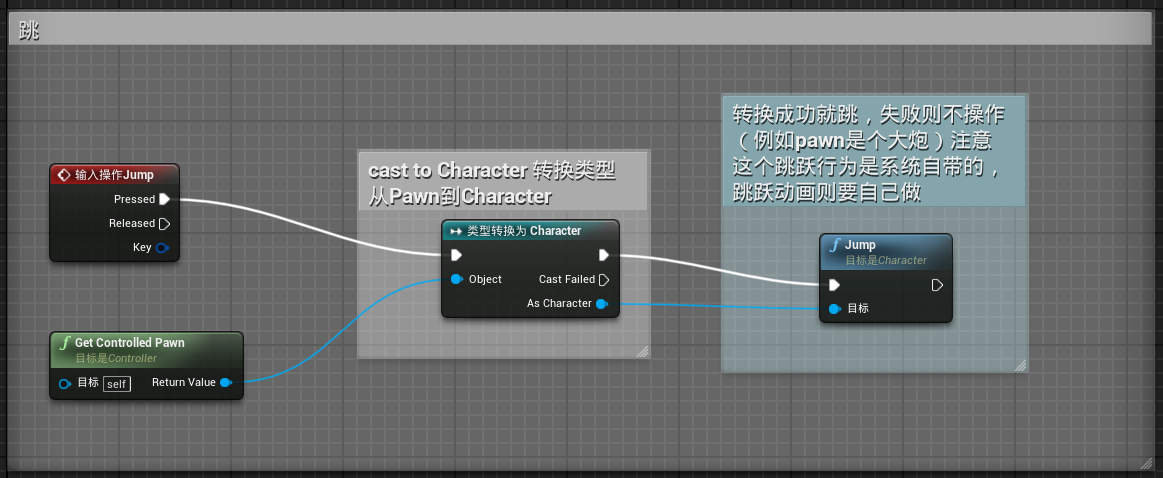 跳
转换成功就跳，失败则不操作
（例如pawn是个大炮）注意
这个跳跃行为是系统自带的，
跳跃动画则要自己做
cast to Character 转换类型
从Pawn到Character
输入操作Jump
Pressed
Released
Key
类型转换为 Character
Object
Cast Failed
As Character
Jump
目标是Character
目标
Get Controlled Pawn
目标是Controller
目标 self Return Value